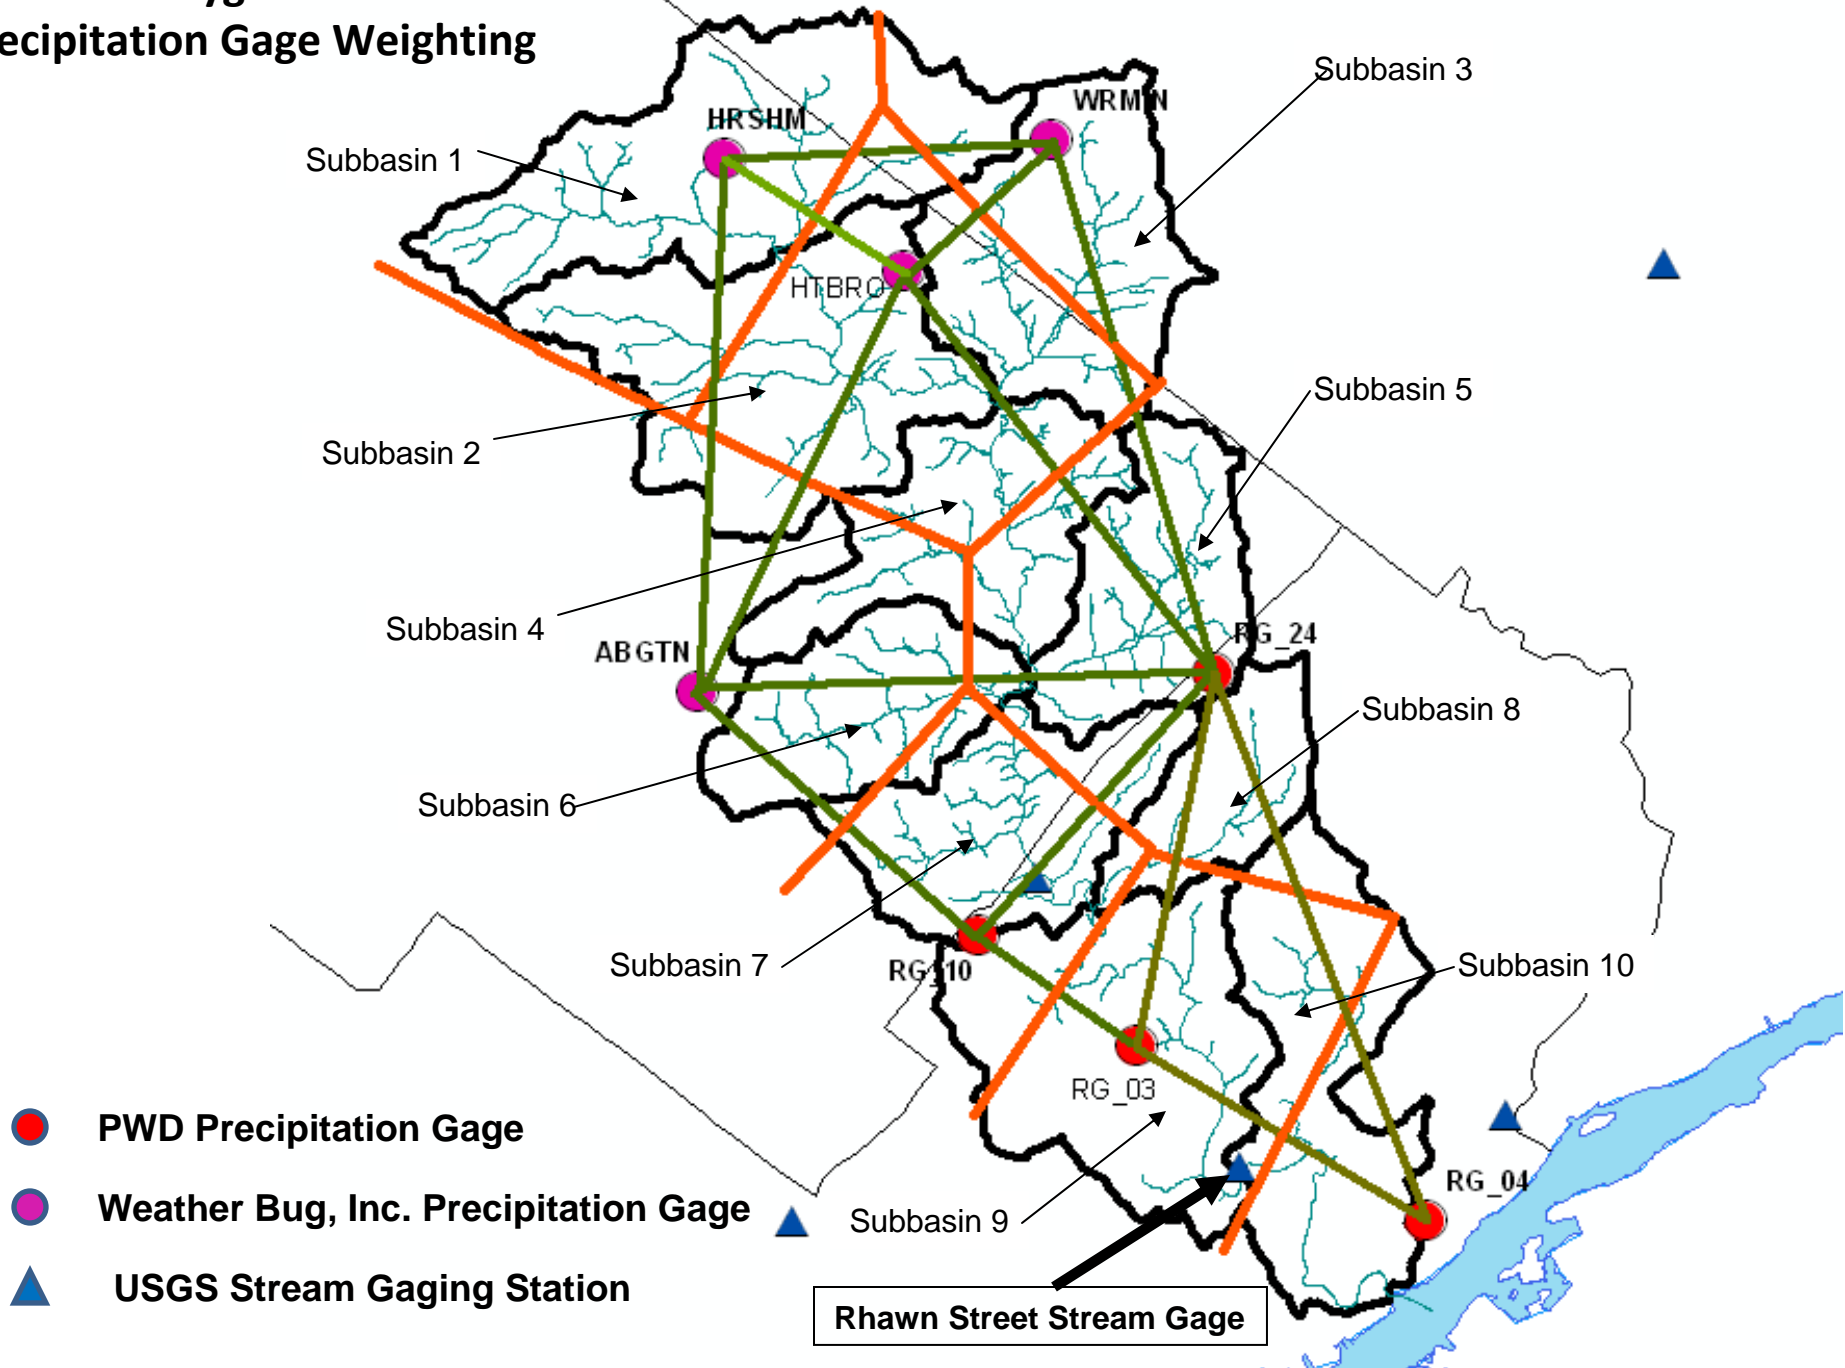 ecipitation Gage Weighting
Subbasin 3
WRMN
HRSHM
Subbasin 1
HTBRO
Subbasin 5
Subbasin 2
Subbasin 4
RG_24
ABGTN
Subbasin 8
Subbasin 6
Subbasin 7
RG_10
Subbasin 10
RG_03
PWD Precipitation Gage
RG_04
Weather Bug, Inc. Precipitation Gage
Subbasin 9
USGS Stream Gaging Station
Rhawn Street Stream Gage